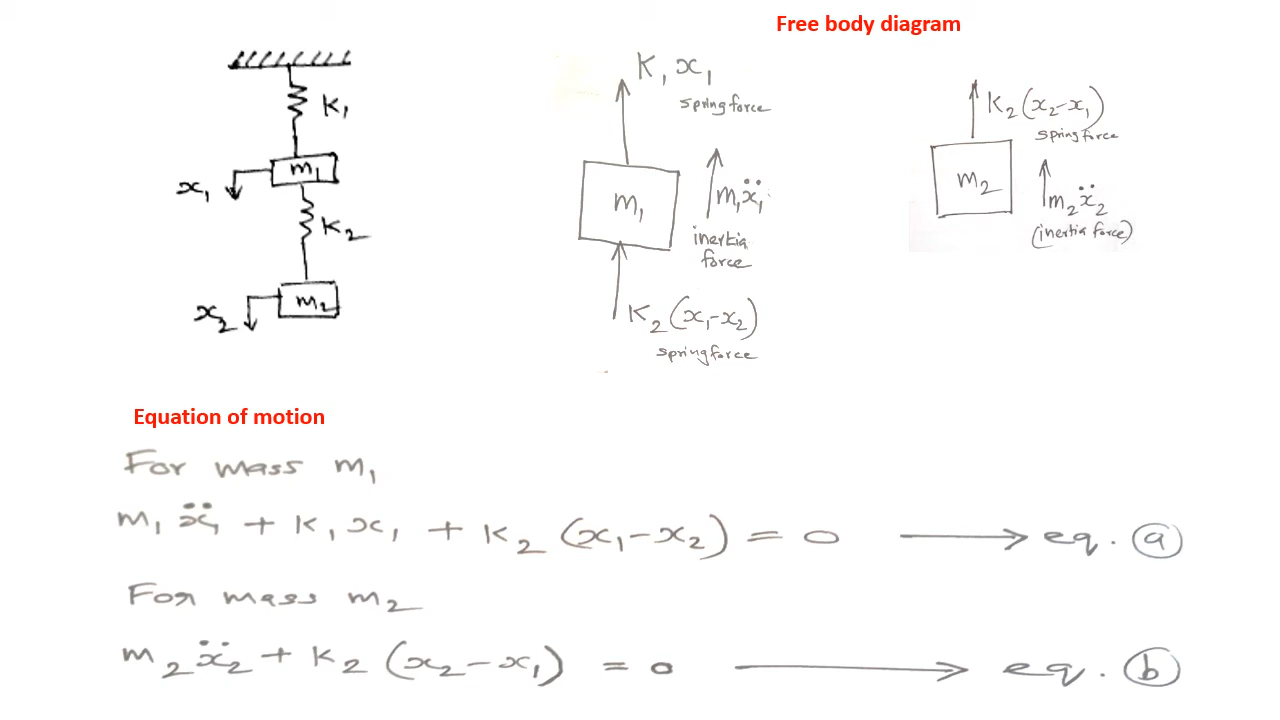 Free body diagram
K₁
m₁
x₁
K₂
m₂
x₂
K₁x₁
spring force
m₁
m₁ẍ₁
inertia
force
K₂(x₁-x₂)
spring force
K₂(x₂-x₁)
spring force
m₂
m₂ẍ₂
(inertia force)
Equation of motion
For mass m₁
m₁ẍ₁ + K₁x₁ + K₂(x₁-x₂) = 0 → eq. ⓐ
For mass m₂
m₂ẍ₂ + K₂(x₂-x₁) = 0 → eq. ⓑ